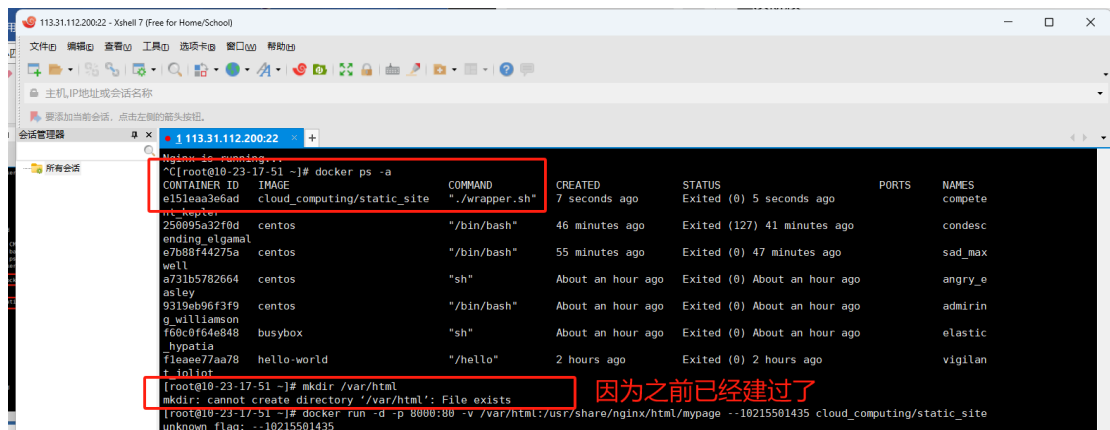 113.31.112.200:22 - Xshell 7 (Free for Home/School)
文件(F) 编辑(E) 查看(V) 工具(T) 选项卡(B) 窗口(W) 帮助(H)
主机,IP地址或会话名称
要添加当前会话,点击左侧的箭头按钮。
会话管理器
1 113.31.112.200:22
所有会话
Nginx is running...
^C[root@10-23-17-51 ~]# docker ps -a
CONTAINER ID IMAGE COMMAND CREATED STATUS PORTS NAMES
e151eaa3e6ad cloud_computing/static_site "./wrapper.sh" 7 seconds ago Exited (0) 5 seconds ago compete
nt_kepler
250095a32f0d centos "/bin/bash" 46 minutes ago Exited (127) 41 minutes ago condesc
ending_elgamal
e7b88f44275a centos "/bin/bash" 55 minutes ago Exited (0) 47 minutes ago sad_max
well
a731b5782664 centos "sh" About an hour ago Exited (0) About an hour ago angry_e
asley
9319eb96f3f9 centos "/bin/bash" About an hour ago Exited (0) About an hour ago admirin
g_williamson
f60c0f64e848 busybox "sh" About an hour ago Exited (0) About an hour ago elastic
_hypatia
f1eaee77aa78 hello-world "/hello" 2 hours ago Exited (0) 2 hours ago vigilan
t_joliot
[root@10-23-17-51 ~]# mkdir /var/html
因为之前已经建过了
mkdir: cannot create directory ‘/var/html’: File exists
[root@10-23-17-51 ~]# docker run -d -p 8000:80 -v /var/html:/usr/share/nginx/html/mypage --10215501435 cloud_computing/static_site
unknown flag: --10215501435